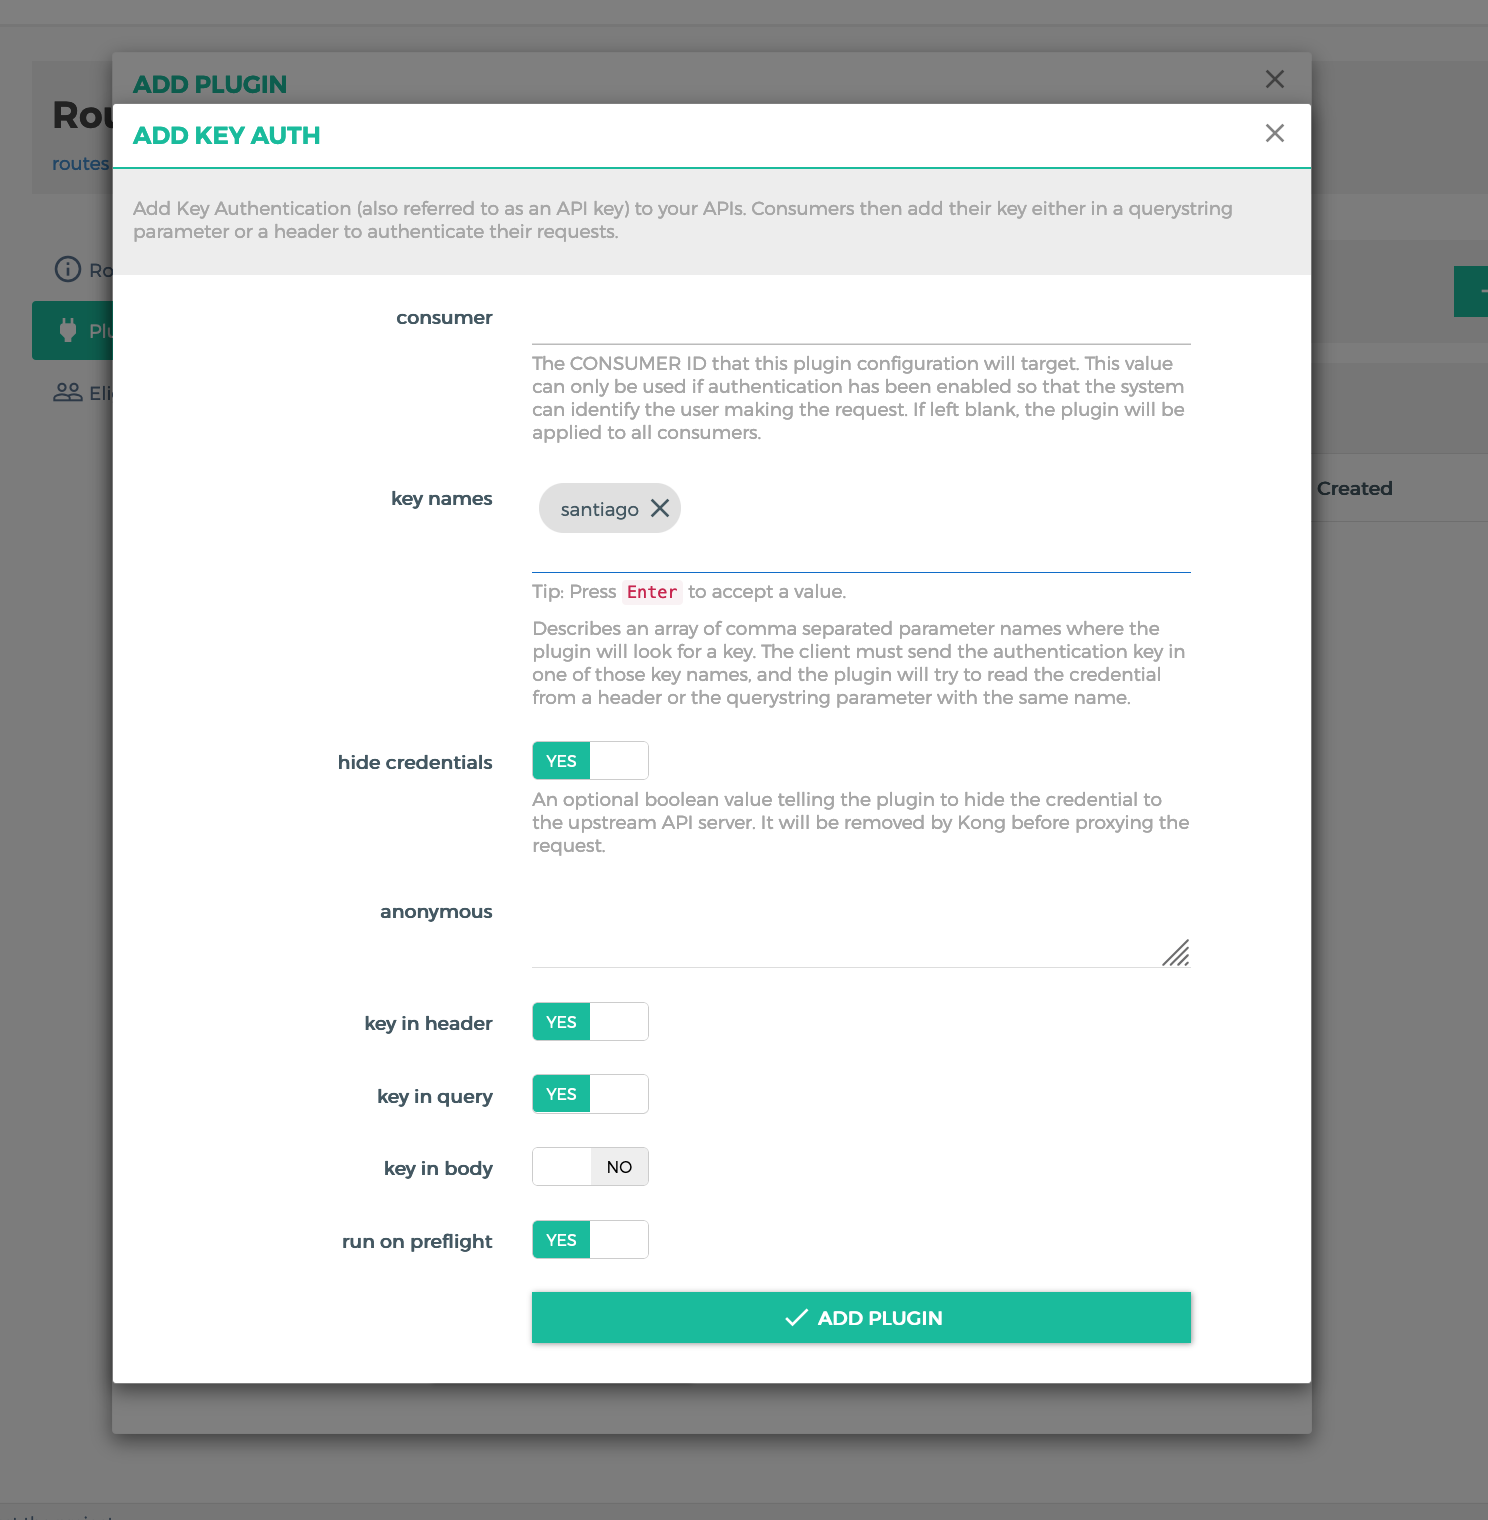 ADD PLUGIN
ADD KEY AUTH
routes
Add Key Authentication (also referred to as an API key) to your APIs. Consumers then add their key either in a querystring
parameter or a header to authenticate their requests.
consumer
The CONSUMER ID that this plugin configuration will target. This value
can only be used if authentication has been enabled so that the system
can identify the user making the request. If left blank, the plugin will be
applied to all consumers.
key names
santiago
Created
Tip: Press Enter to accept a value.
Describes an array of comma separated parameter names where the
plugin will look for a key. The client must send the authentication key in
one of those key names, and the plugin will try to read the credential
from a header or the querystring parameter with the same name.
hide credentials
YES
An optional boolean value telling the plugin to hide the credential to
the upstream API server. It will be removed by Kong before proxying the
request.
anonymous
key in header
YES
key in query
YES
key in body
NO
run on preflight
YES
ADD PLUGIN